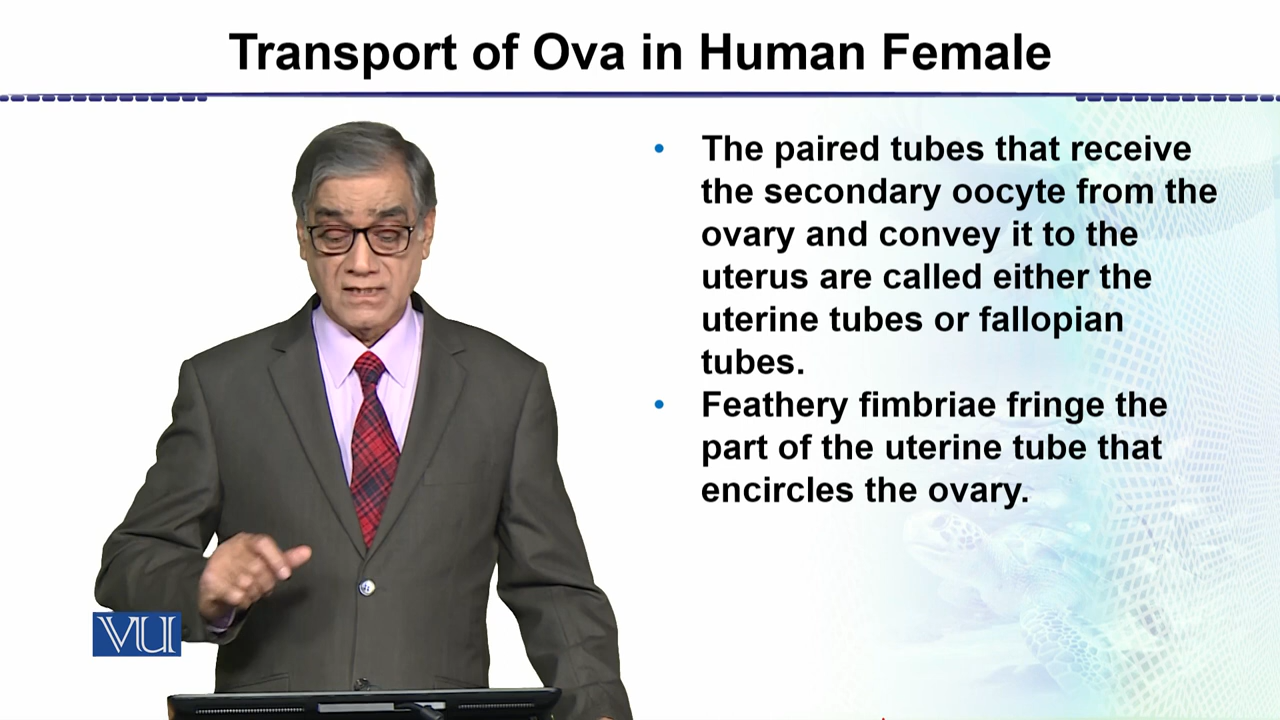 Transport of Ova in Human Female
• The paired tubes that receive
the secondary oocyte from the
ovary and convey it to the
uterus are called either the
uterine tubes or fallopian
tubes.
• Feathery fimbriae fringe the
part of the uterine tube that
encircles the ovary.
VU